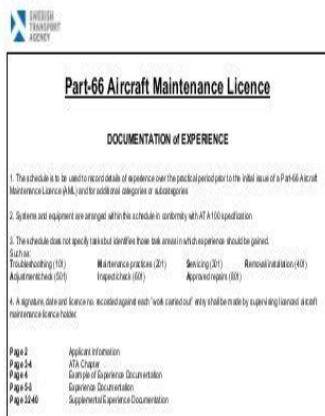 SWEDISH
TRANSPORT
AGENCY
Part-66 Aircraft Maintenance Licence
DOCUMENTATION of EXPERIENCE
1. The schedule is to be used to record details of experience over the practical period prior to the initial issue of a Part-66 Aircraft
Maintenance Licence (AML) and for additional categories or subcategories
2. Systems and equipment are arranged within this schedule in conformity with ATA 100 specification
3. The schedule does not specify tasks but identifies those task areas in which experience should be gained.
Such as:
Troubleshooting (101) Maintenance practices (201) Servicing (301) Removal/installation (401)
Adjustment/check (501) Inspect/check (601) Approved repairs (801)
4. A signature, date and licence no. recorded against each "work carried out" entry shall be made by supervising licenced aircraft
maintenance licence holder.
Page 2 Applicant Information
Page 3-4 ATA Chapter
Page 4 Example of Experience Documentation
Page 5-8 Experience Documentation
Supplemental Experience Documentation